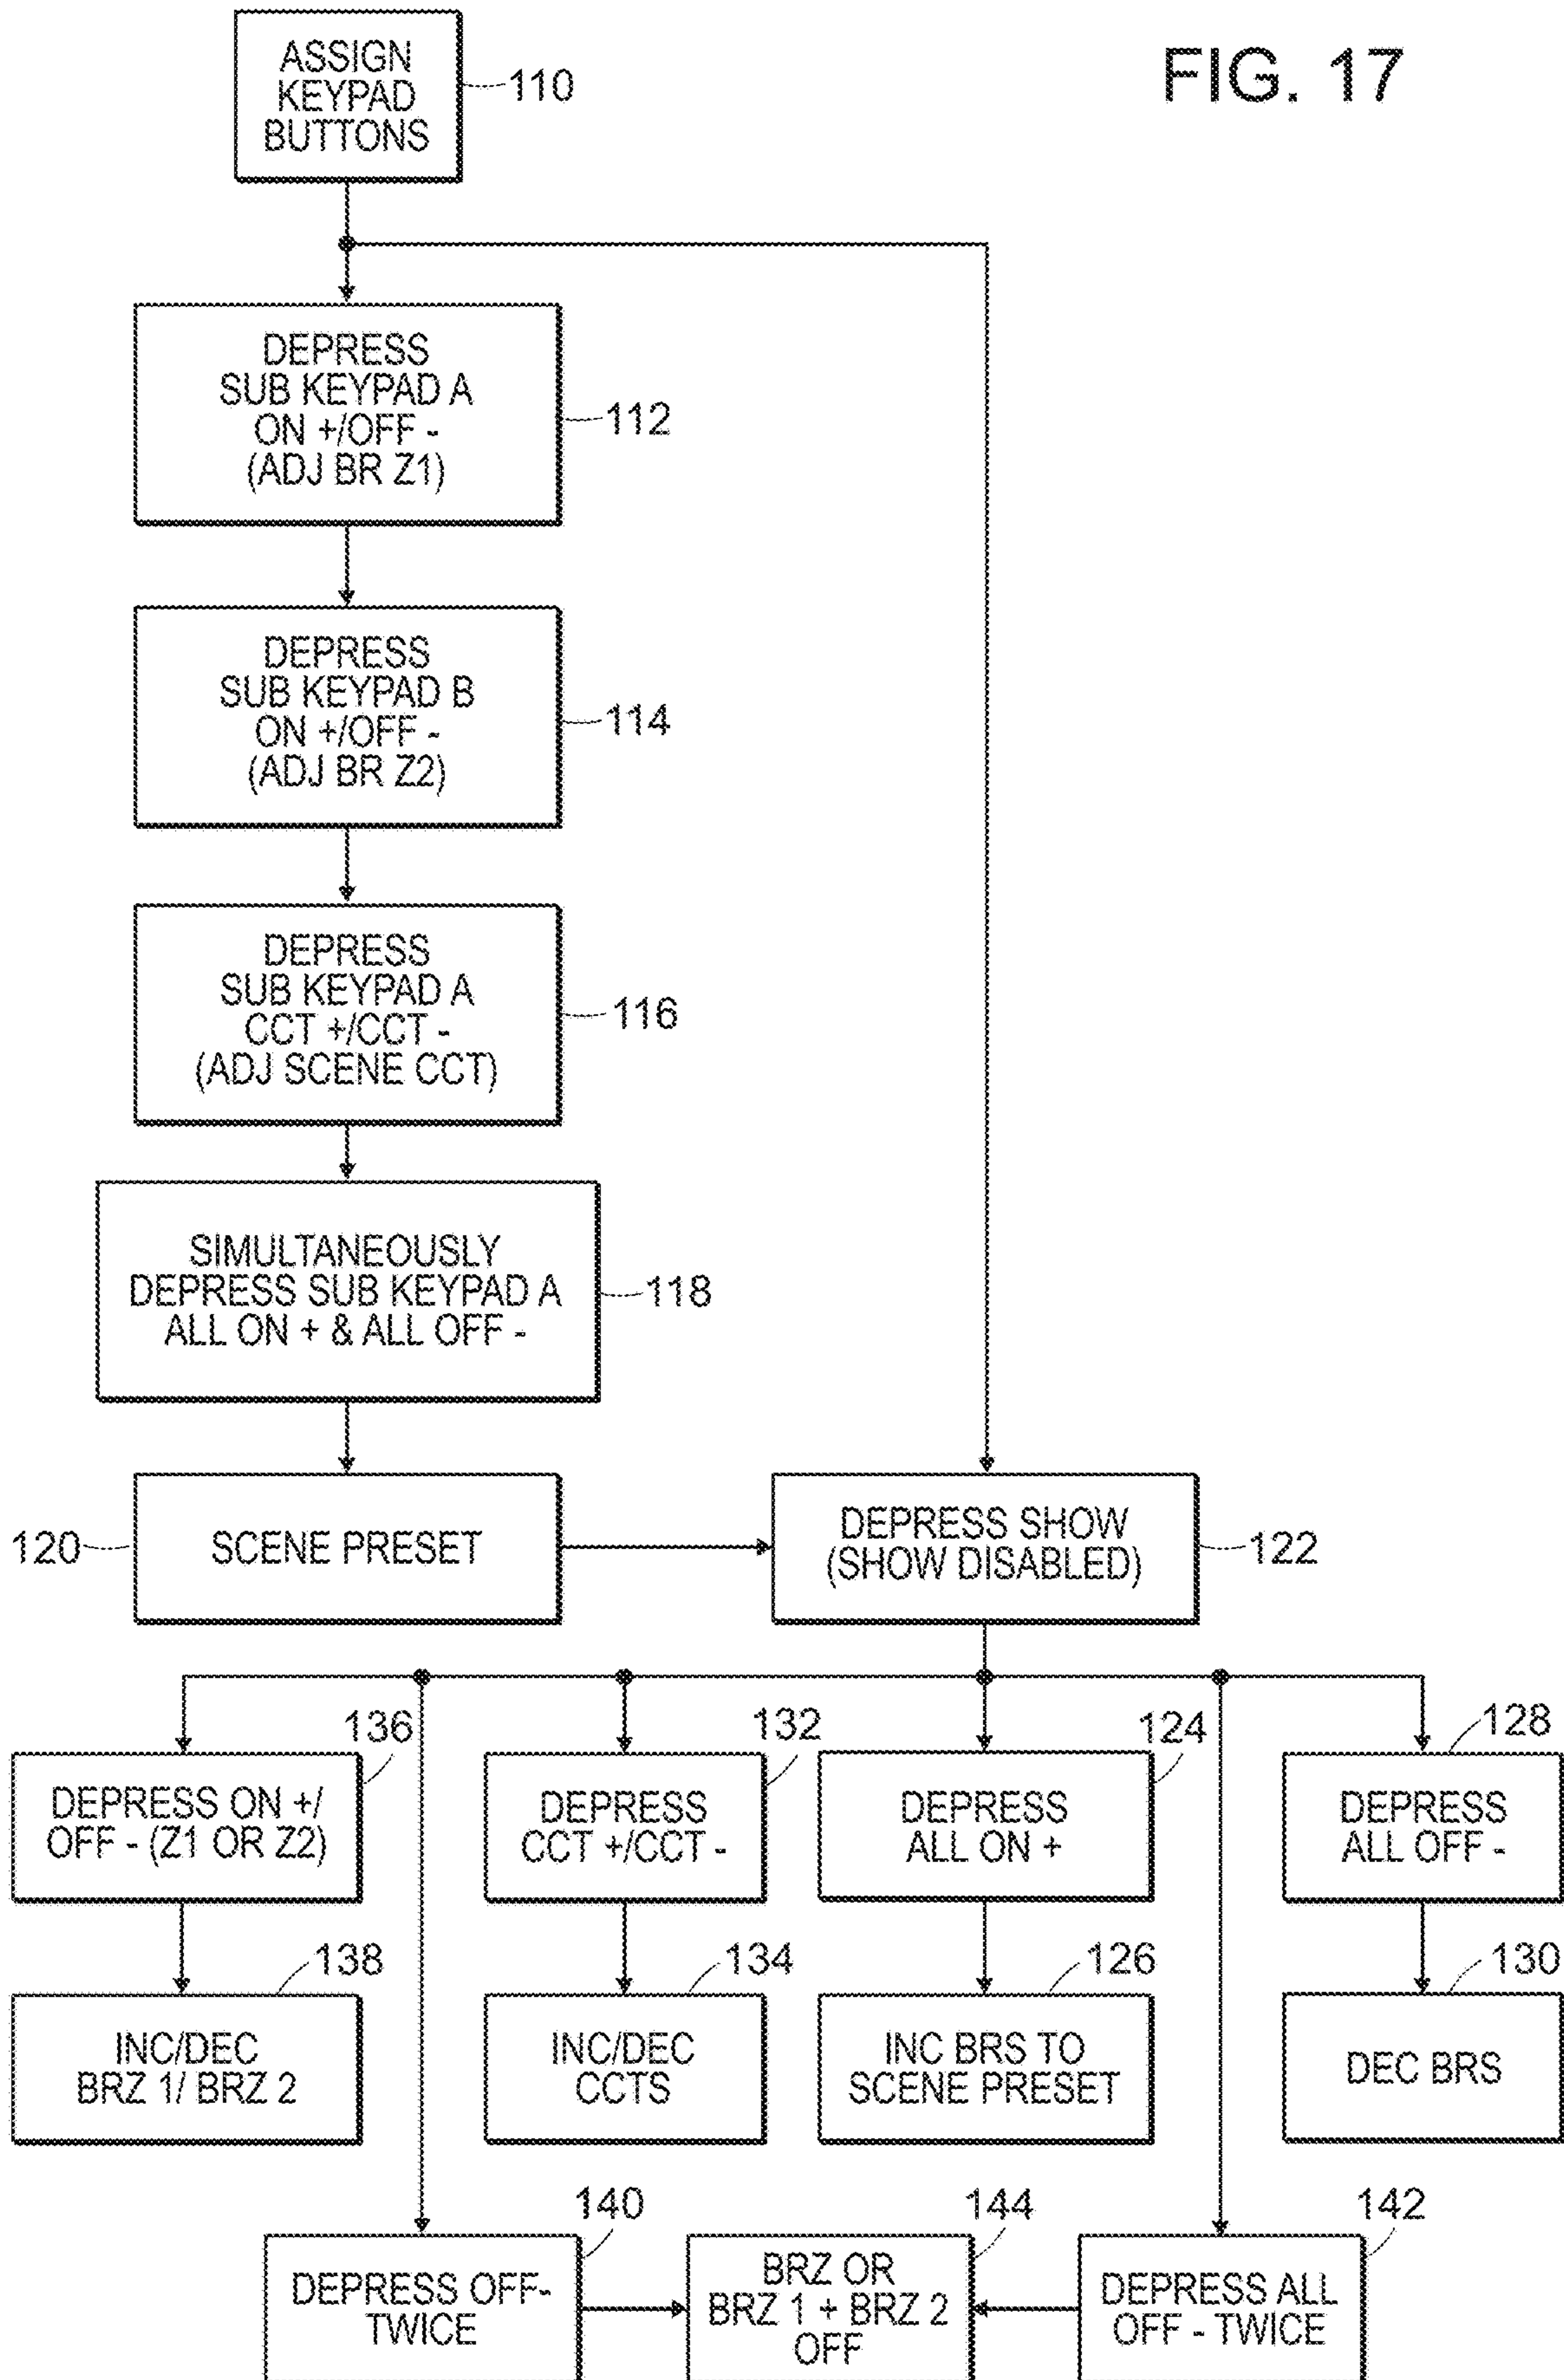 FIG. 17
ASSIGN
KEYPAD
BUTTONS
110
DEPRESS
SUB KEYPAD A
ON +/OFF -
(ADJ BR Z1)
112
DEPRESS
SUB KEYPAD B
ON +/OFF -
(ADJ BR Z2)
114
DEPRESS
SUB KEYPAD A
CCT +/CCT -
(ADJ SCENE CCT)
116
SIMULTANEOUSLY
DEPRESS SUB KEYPAD A
ALL ON + & ALL OFF -
118
120
SCENE PRESET
DEPRESS SHOW
(SHOW DISABLED)
122
136
DEPRESS ON +/
OFF - (Z1 OR Z2)
132
DEPRESS
CCT +/CCT -
124
DEPRESS
ALL ON +
128
DEPRESS
ALL OFF -
138
INC/DEC
BRZ 1/ BRZ 2
134
INC/DEC
CCTS
126
INC BRS TO
SCENE PRESET
130
DEC BRS
140
DEPRESS OFF-
TWICE
144
BRZ OR
BRZ 1 + BRZ 2
OFF
142
DEPRESS ALL
OFF - TWICE